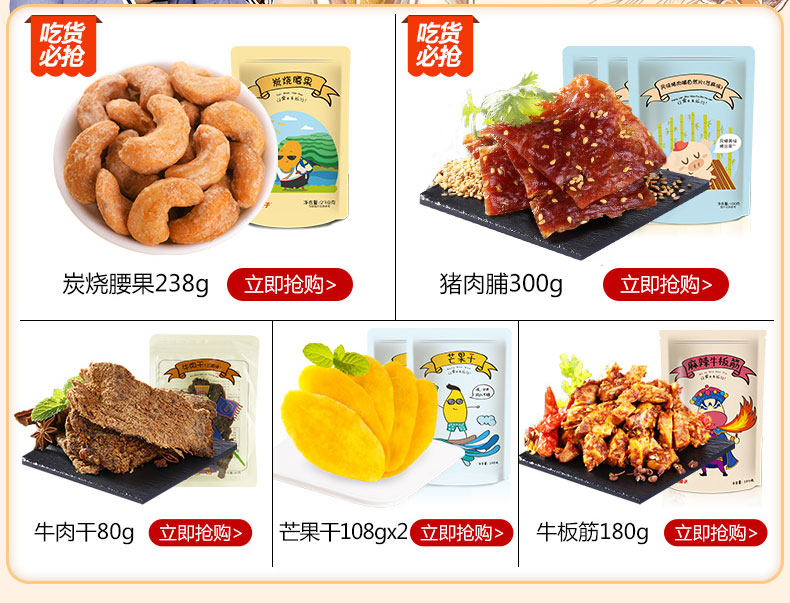 吃货
必抢
炭烧腰果
净含量:238g
炭烧腰果238g
立即抢购>
吃货
必抢
猪肉脯300g
立即抢购>
牛肉干80g
立即抢购>
芒果干
芒果干108gx2
立即抢购>
麻辣牛板筋
牛板筋180g
立即抢购>